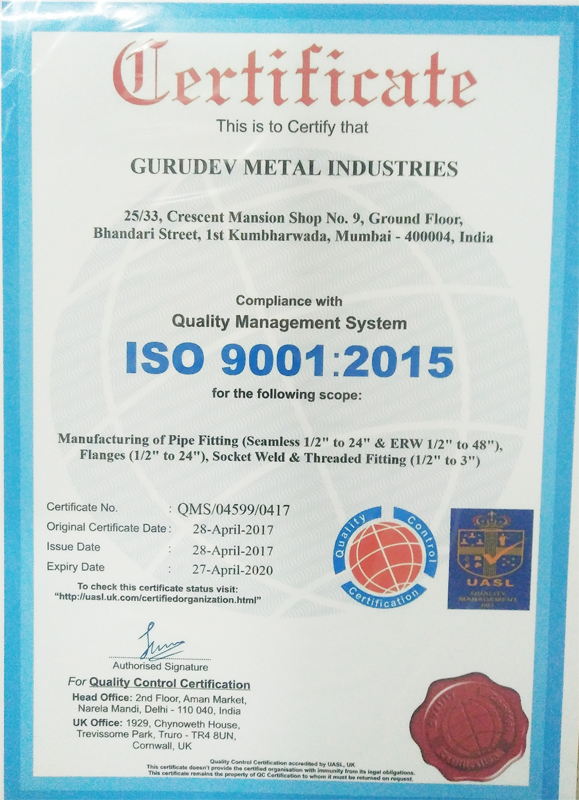 Certificate
This is to Certify that
GURUDEV METAL INDUSTRIES
25/33, Crescent Mansion Shop No. 9, Ground Floor,
Bhandari Street, 1st Kumbharwada, Mumbai - 400004, India
Compliance with
Quality Management System
ISO 9001:2015
for the following scope:
Manufacturing of Pipe Fitting (Seamless 1/2" to 24" & ERW 1/2" to 48"),
Flanges (1/2" to 24"), Socket Weld & Threaded Fitting (1/2" to 3")
Certificate No. : QMS/04599/0417
Original Certificate Date : 28-April-2017
Issue Date : 28-April-2017
Expiry Date : 27-April-2020
To check this certificate status visit:
"http://uasl.uk.com/certifiedorganization.html"
Quality Control
Certification
UASL
QUALITY
MANAGEMENT
Authorised Signature
For Quality Control Certification
Head Office: 2nd Floor, Aman Market,
Narela Mandi, Delhi - 110 040, India
UK Office: 1929, Chynoweth House,
Trevissome Park, Truro - TR4 8UN,
Cornwall, UK
Quality Control Certification accredited by UASL, UK
This certificate doesn't provide the certified organisation with immunity from its legal obligations.
This certificate remains the property of QC Certification to whom it must be returned on request.